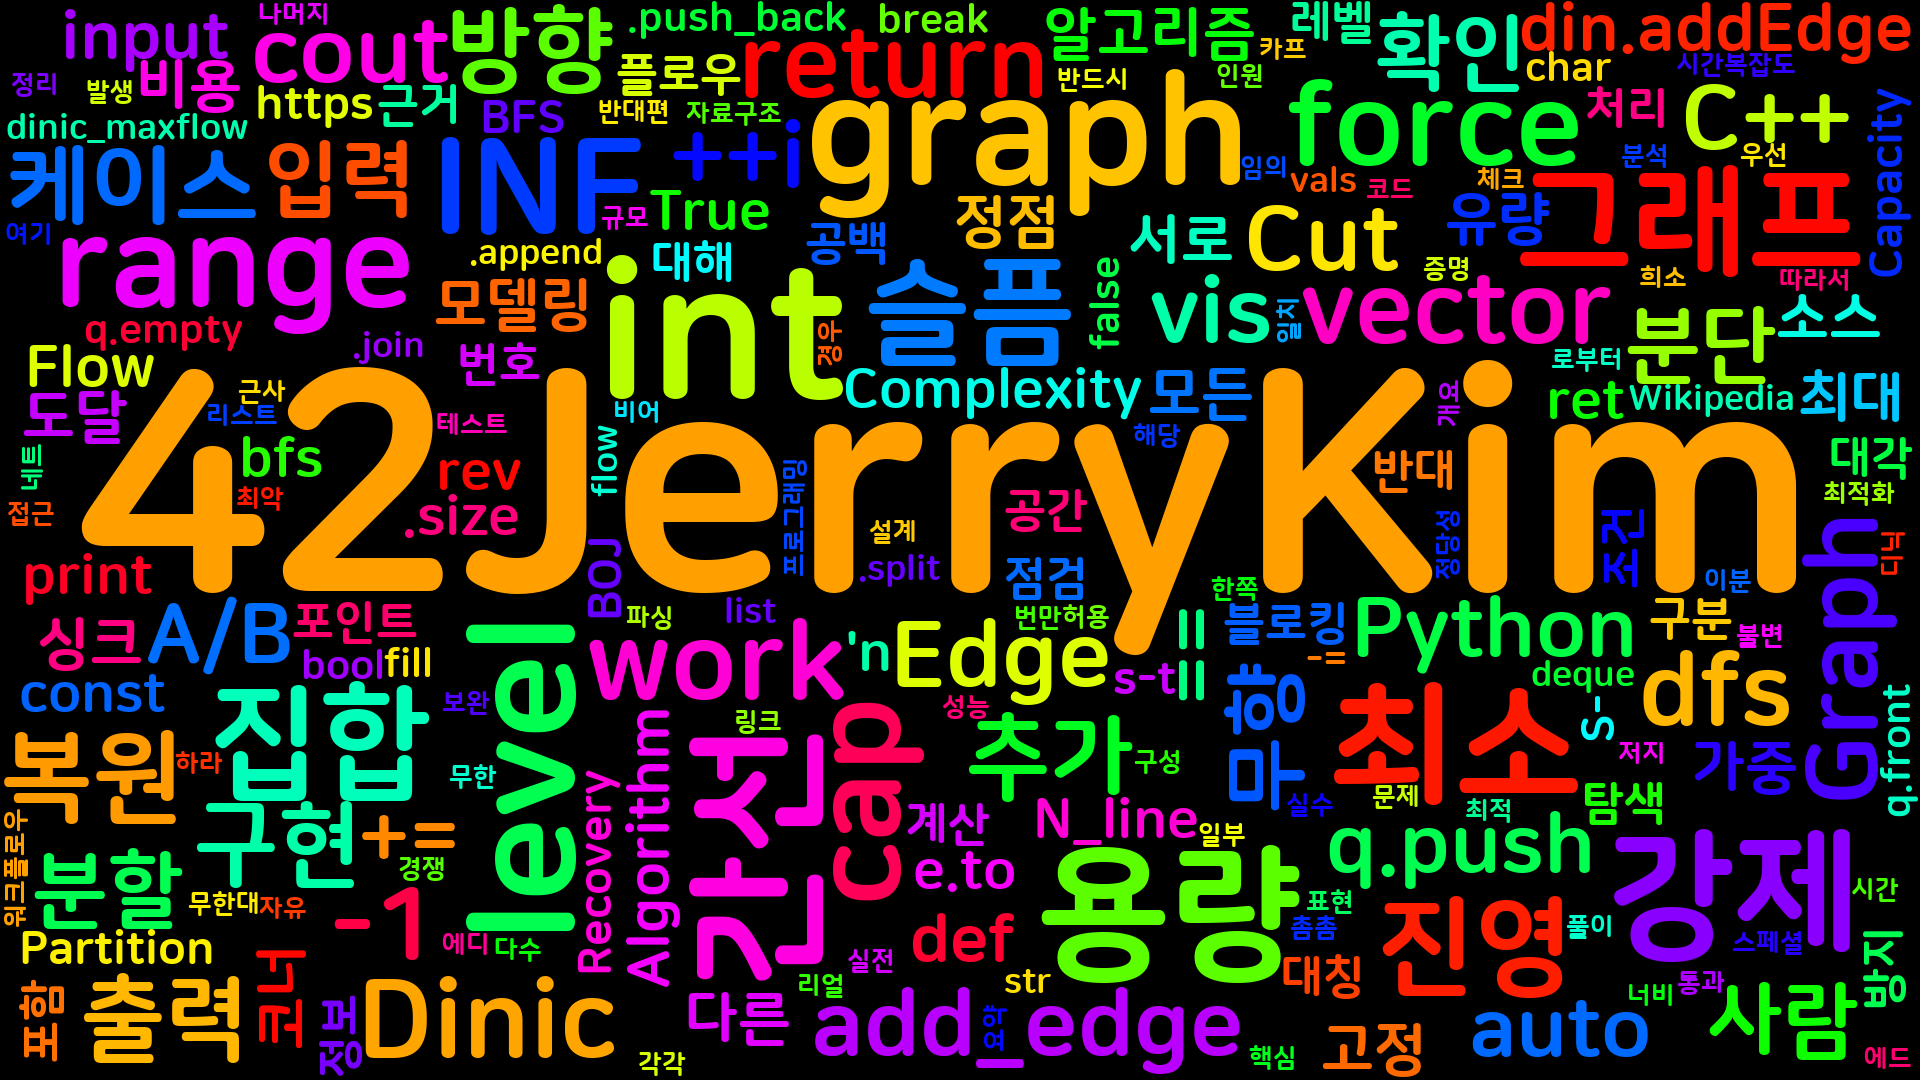 나머지
input
cout
방향
.push_back
break
알고리즘
레벨
확인
din.addEdge
정리
발생
비용
https
근거
플로우
return
반드시
인원
카프
char
시간복잡도
dinic_maxflow
BFS
반대편
자료구조
graph
force
처리
C++
Capacity
케이스
입력
INF
++i
임의
vals
코드
분석
우선
체크
그래프
여기
range
규모
True
.append
대해
공백
정점
서로
Cut
유량
증명
희소
따라서
q.empty
.join
모델링
번호
int
경우
슬픔
false
vis
일치
vector
분단
소스
Flow
도달
근사
리스트
비어
Complexity
모든
로부터
ret
Wikipedia
최대
개요
해당
42JerryKim
네트
접근
bfs
최악
테스트
rev
.size
flow
프로그래밍
설계
공간
반대
정당성
조건
대각
최적화
디닉
print
BOJ
점검
.split
한쪽
이분
Graph
싱크
A/B
포인트
bool
fill
파싱
list
work
'n
Edge
번만허용
s-t
==
블로킹
-=
Python
구분
불변
deque
const
집합
level
보완
링크
성능
마향
최소
s-
dfs
저지
q.front
복원
하라
무한
Recovery
Algorithm
간선
cap
추가
구성
실수
문제
최적
탐색
가중
워크플로우
구현
+=
경쟁
계산
N_line
일부
q.push
강제
시간
분할
무한대
자유
-1
e.to
용량
표현
촘촘
진영
풀이
스페셜
Partition
에디
다수
def
실전
대칭
방지
포함
출력
코너
정보
Dinic
각각
다른
리얼
str
add_edge
하여
핵심
고정
auto
너비
통과
사람
에드